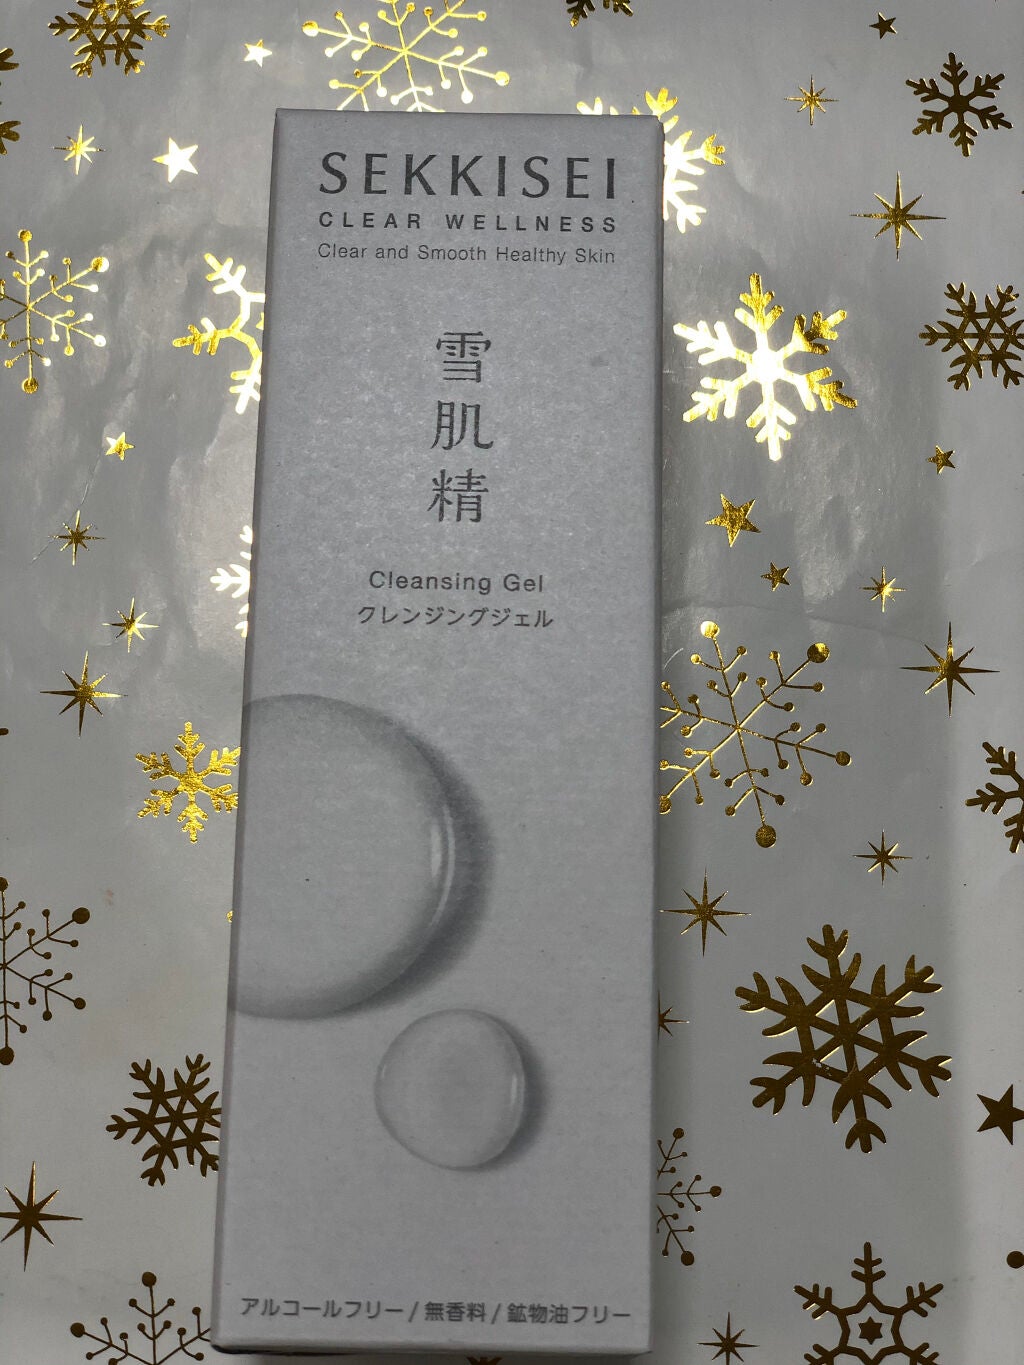 SEKKISEI
CLEAR WELLNESS
Clear and Smooth Healthy Skin
雪肌精
Cleansing Gel
クレンジングジェル
アルコールフリー / 無香料 / 鉱物油フリー